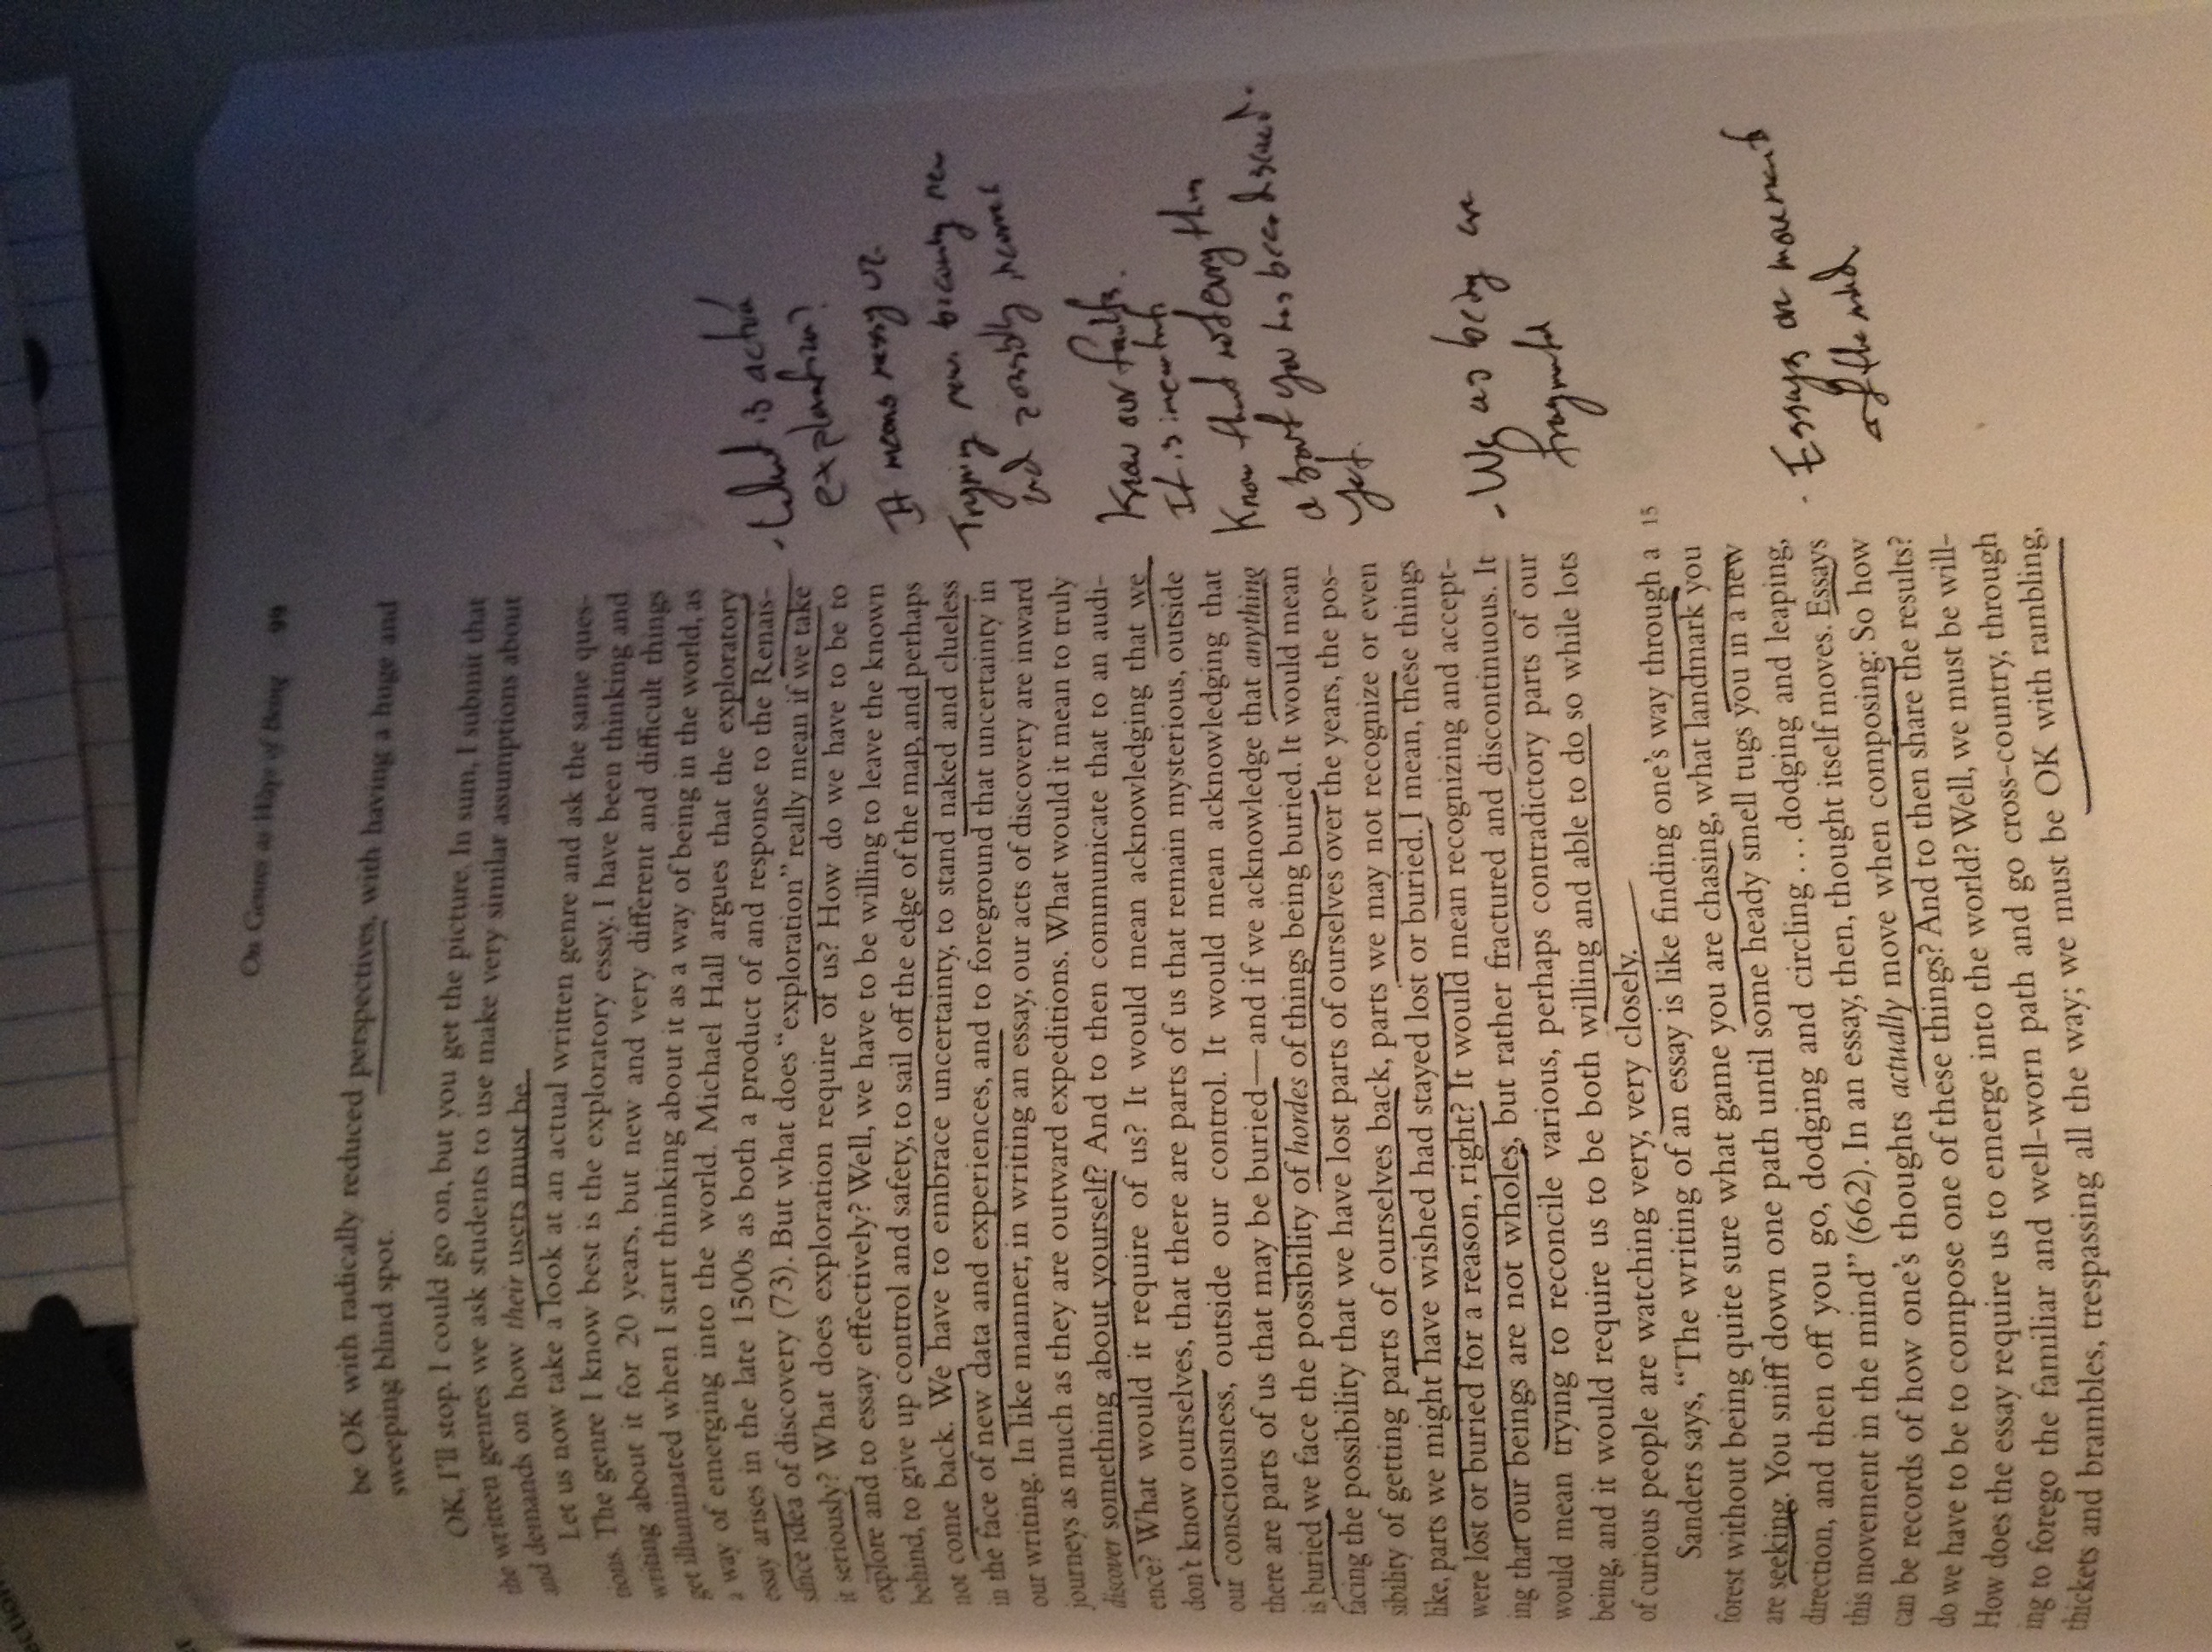 On Genres as Ways of Being 99
be OK with radically reduced perspectives, with having a huge and
sweeping blind spot.
OK, I'll stop. I could go on, but you get the picture. In sum, I submit that
the written genres we ask students to use make very similar assumptions about
and demands on how their users must be.
Let us now take a look at an actual written genre and ask the same ques-
tions. The genre I know best is the exploratory essay. I have been thinking and
writing about it for 20 years, but new and very different and difficult things
get illuminated when I start thinking about it as a way of being in the world, as
a way of emerging into the world. Michael Hall argues that the exploratory
essay arises in the late 1500s as both a product of and response to the Renais-
sance idea of discovery (73). But what does "exploration" really mean if we take
it seriously? What does exploration require of us? How do we have to be to
explore and to essay effectively? Well, we have to be willing to leave the known
behind, to give up control and safety, to sail off the edge of the map, and perhaps
not come back. We have to embrace uncertainty, to stand naked and clueless
in the face of new data and experiences, and to foreground that uncertainty in
our writing. In like manner, in writing an essay, our acts of discovery are inward
journeys as much as they are outward expeditions. What would it mean to truly
discover something about yourself? And to then communicate that to an audi-
ence? What would it require of us? It would mean acknowledging that we
don't know ourselves, that there are parts of us that remain mysterious, outside
our consciousness, outside our control. It would mean acknowledging that
there are parts of us that may be buried—and if we acknowledge that anything
is buried we face the possibility of hordes of things being buried. It would mean
facing the possibility that we have lost parts of ourselves over the years, the pos-
sibility of getting parts of ourselves back, parts we may not recognize or even
like, parts we might have wished had stayed lost or buried. I mean, these things
were lost or buried for a reason, right? It would mean recognizing and accept-
ing that our beings are not wholes, but rather fractured and discontinuous. It
would mean trying to reconcile various, perhaps contradictory parts of our
being, and it would require us to be both willing and able to do so while lots
of curious people are watching very, very closely.
Sanders says, "The writing of an essay is like finding one's way through a 15
forest without being quite sure what game you are chasing, what landmark you
are seeking. You sniff down one path until some heady smell tugs you in a new
direction, and then off you go, dodging and circling . . . dodging and leaping,
this movement in the mind" (662). In an essay, then, thought itself moves. Essays
can be records of how one's thoughts actually move when composing: So how
do we have to be to compose one of these things? And to then share the results?
How does the essay require us to emerge into the world? Well, we must be will-
ing to forego the familiar and well-worn path and go cross-country, through
thickets and brambles, trespassing all the way; we must be OK with rambling,
- What is actual
exploration?
It means
Trying new becoming new
and possibly
Know our faults.
It is
Know that not everything
about you has been
yet.
- We as being are
fragmented
- Essays are movement
of the mind